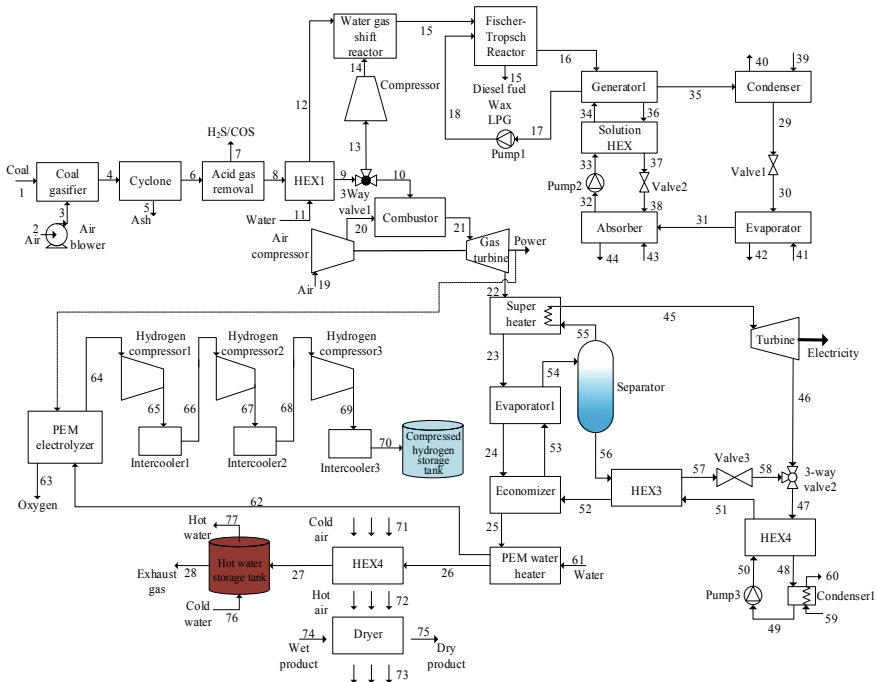 Water gas
shift reactor
15
Fischer-
Tropsch
Reactor
16
40
39
14
Compressor
15
Diesel fuel
Wax
LPG
Generator1
35
Condenser
12
18
17
Pump1
34
36
Solution
HEX
29
H2S/COS
7
13
33
37
Valve1
Coal
1
Coal
gasifier
4
Cyclone
6
Acid gas
removal
8
HEX1
9
3Way
valve1
10
Pump2
32
Valve2
38
30
3
2
Air
Air
blower
5
Ash
Water
11
20
Combustor
21
Absorber
31
Evaporator
44
43
42
41
Air
compressor
Air
19
Gas
turbine
Power
22
Super
heater
45
55
Turbine
Electricity
Hydrogen
compressor1
Hydrogen
compressor2
Hydrogen
compressor3
64
65
66
67
68
69
23
54
Separator
46
Evaporator1
PEM
electrolyzer
Intercooler1
Intercooler2
Intercooler3
70
Compressed
hydrogen
storage
tank
24
53
56
57
Valve3
58
3-way
valve2
63
Oxygen
62
Economizer
52
HEX3
51
47
Hot
water
77
Cold
air
71
25
HEX4
Exhaust
gas
28
Hot water
storage tank
27
HEX4
26
PEM water
heater
61
Water
50
48
60
Cold
water
76
Hot
air
72
Pump3
49
Condenser1
59
74
Wet
product
Dryer
75
Dry
product
73